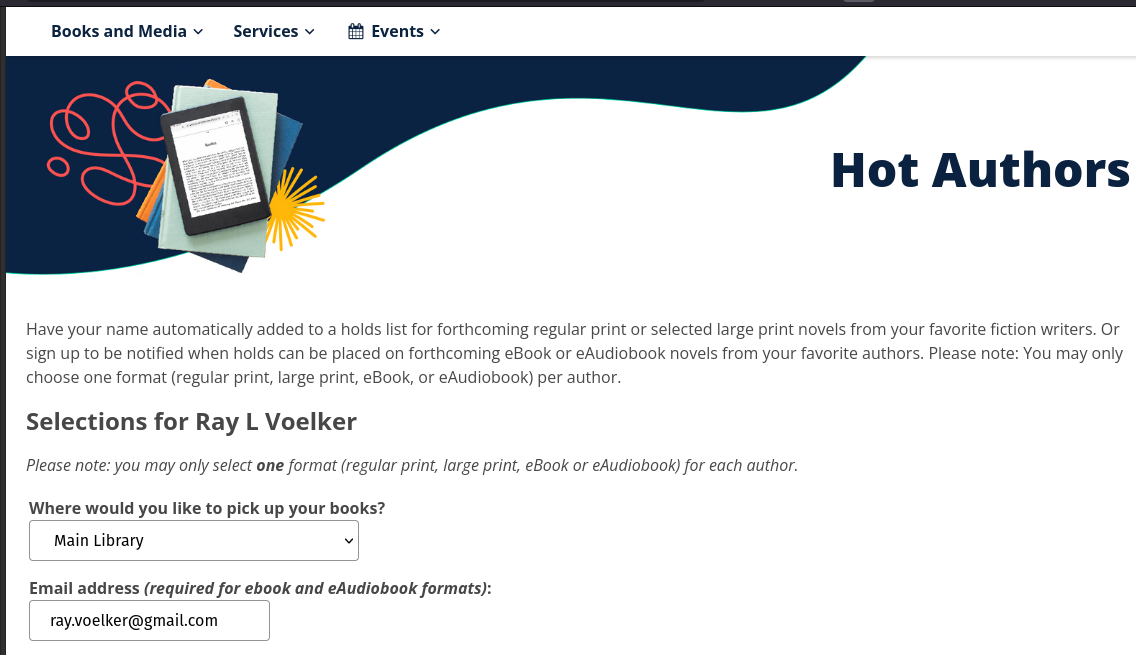 Books and Media Services Events
Hot Authors
Have your name automatically added to a holds list for forthcoming regular print or selected large print novels from your favorite fiction writers. Or
sign up to be notified when holds can be placed on forthcoming eBook or eAudiobook novels from your favorite authors. Please note: You may only
choose one format (regular print, large print, eBook, or eAudiobook) per author.
Selections for Ray L Voelker
Please note: you may only select one format (regular print, large print, eBook or eAudiobook) for each author.
Where would you like to pick up your books?
Main Library
Email address (required for ebook and eAudiobook formats):
ray.voelker@gmail.com